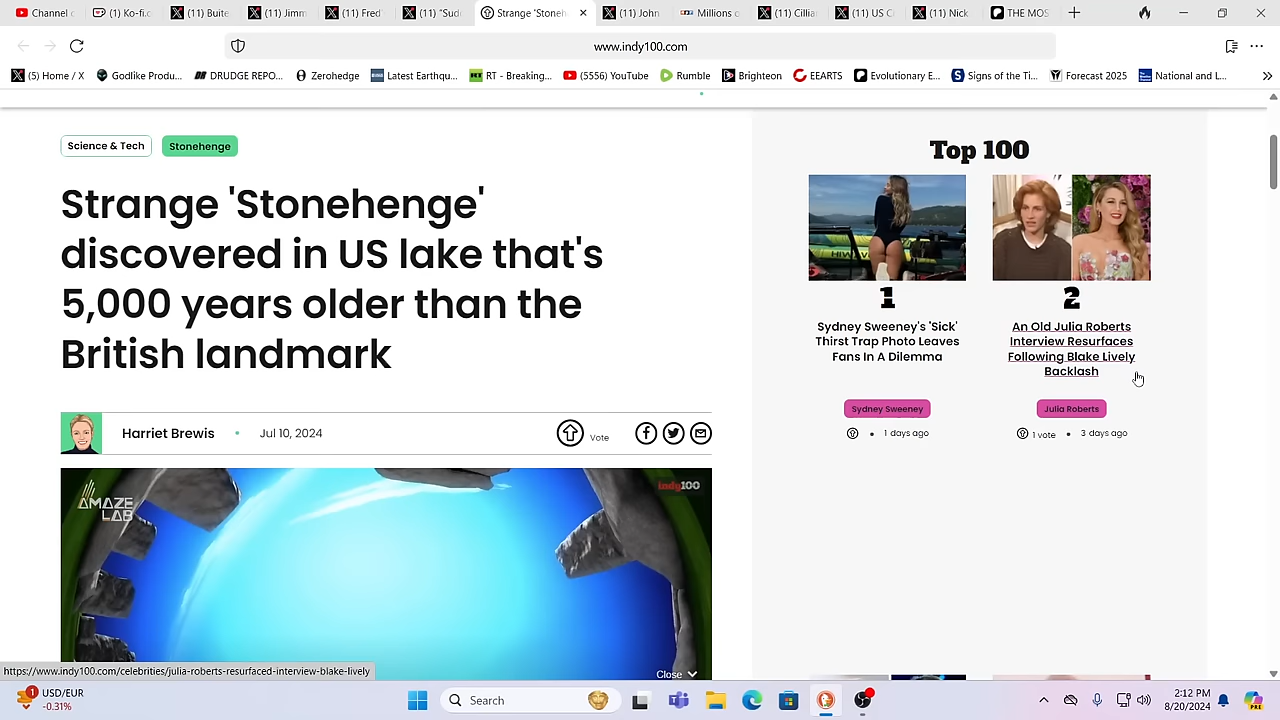 Channel c
(1) Ko-fi.c
(11) Buite
(11) Jimm
(11) Fred
(11) "So
Strange "Stoneh
(11) John
Millions o
(11) Cillia
(11) US C
(11) Nick
THE MOS
www.indy100.com
(5) Home / X
Godlike Produ...
DRUDGE REPO...
Zerohedge
Latest Earthqu...
RT - Breaking...
(5556) YouTube
Rumble
Brighteon
EEARTS
Evolutionary E...
Signs of the Ti...
Forecast 2025
National and L...
Science & Tech
Stonehenge
Strange 'Stonehenge'
discovered in US lake that's
5,000 years older than the
British landmark
Harriet Brewis • Jul 10, 2024
Vote
AMAZE
LAB
indy100
Close
Top 100
1
Sydney Sweeney's 'Sick'
Thirst Trap Photo Leaves
Fans In A Dilemma
Sydney Sweeney
• 1 days ago
2
An Old Julia Roberts
Interview Resurfaces
Following Blake Lively
Backlash
Julia Roberts
1 vote • 3 days ago
https://www.indy100.com/celebrities/julia-roberts-resurfaced-interview-blake-lively
1
USD/EUR
-0.31%
Search
2:12 PM
8/20/2024
PRE